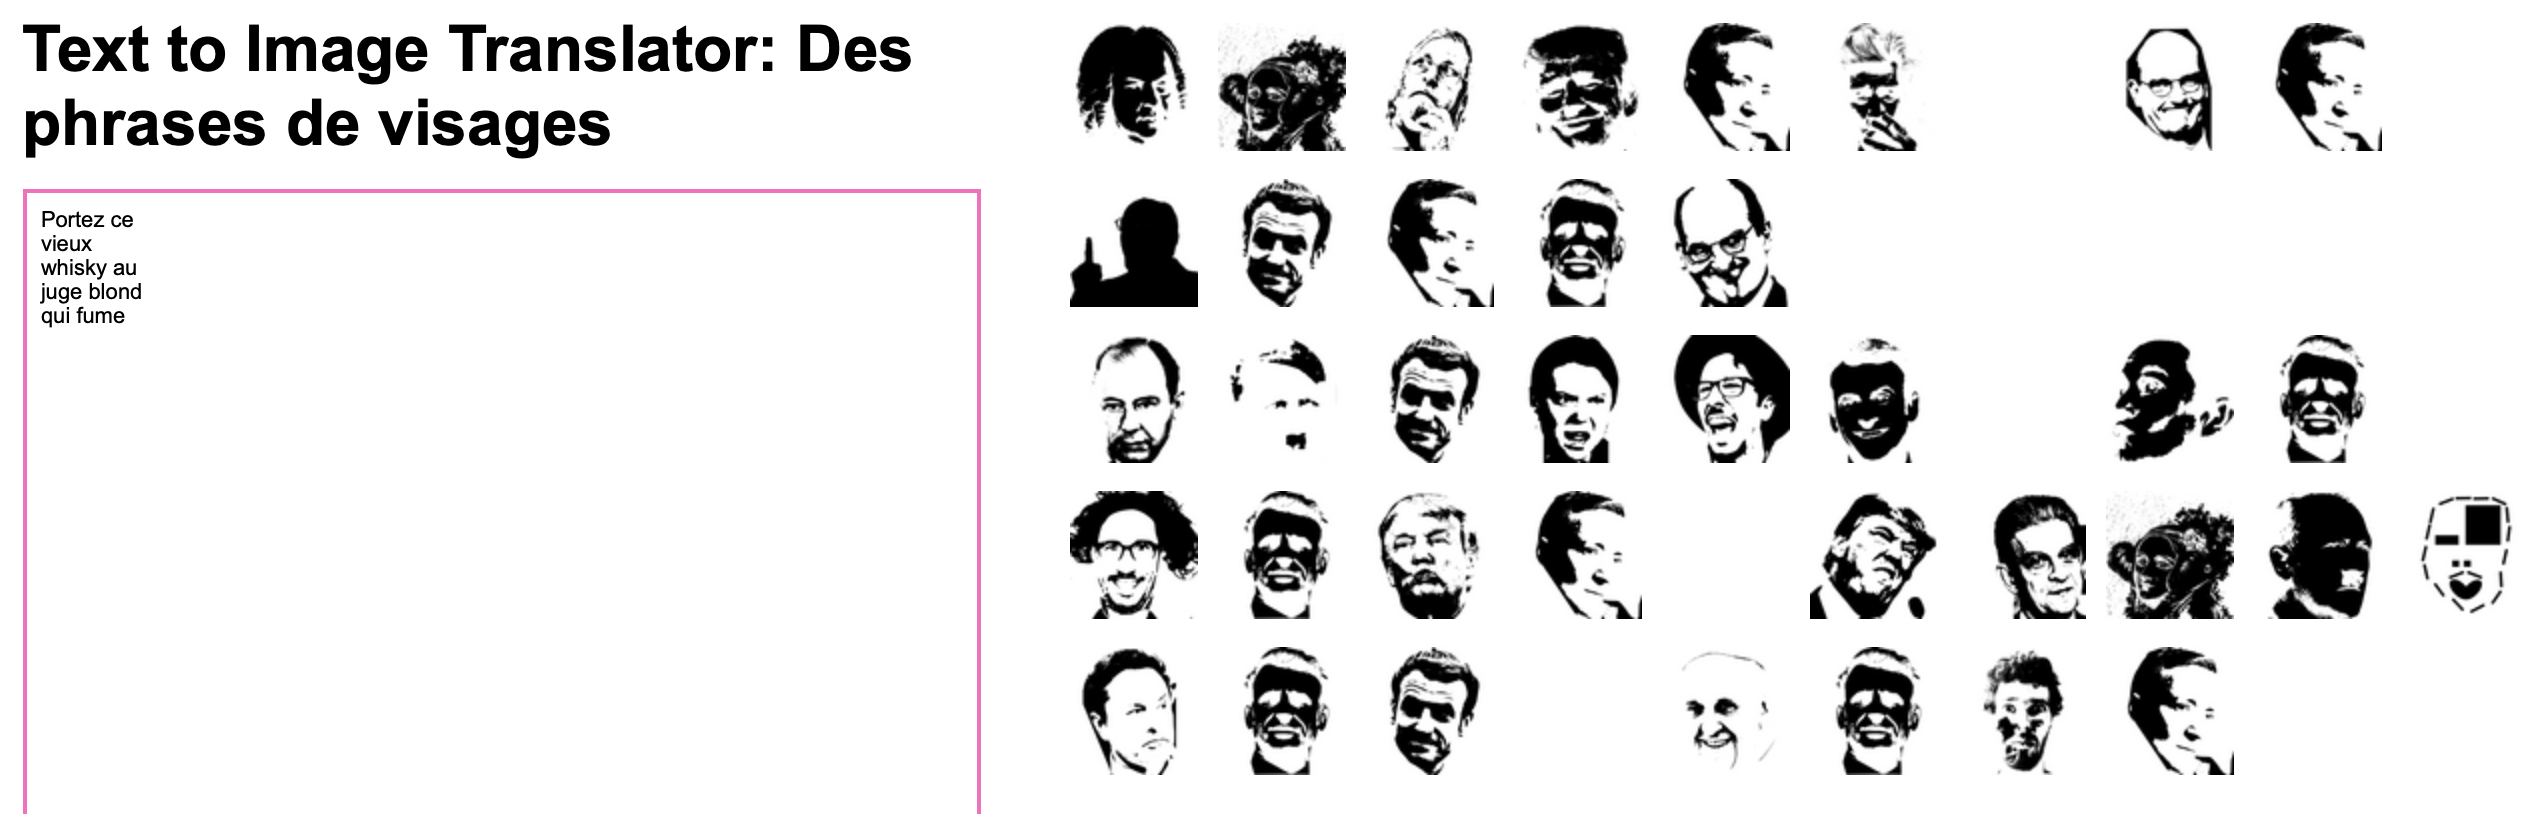 Text to Image Translator: Des
phrases de visages
Portez ce
vieux
whisky au
juge blond
qui fume